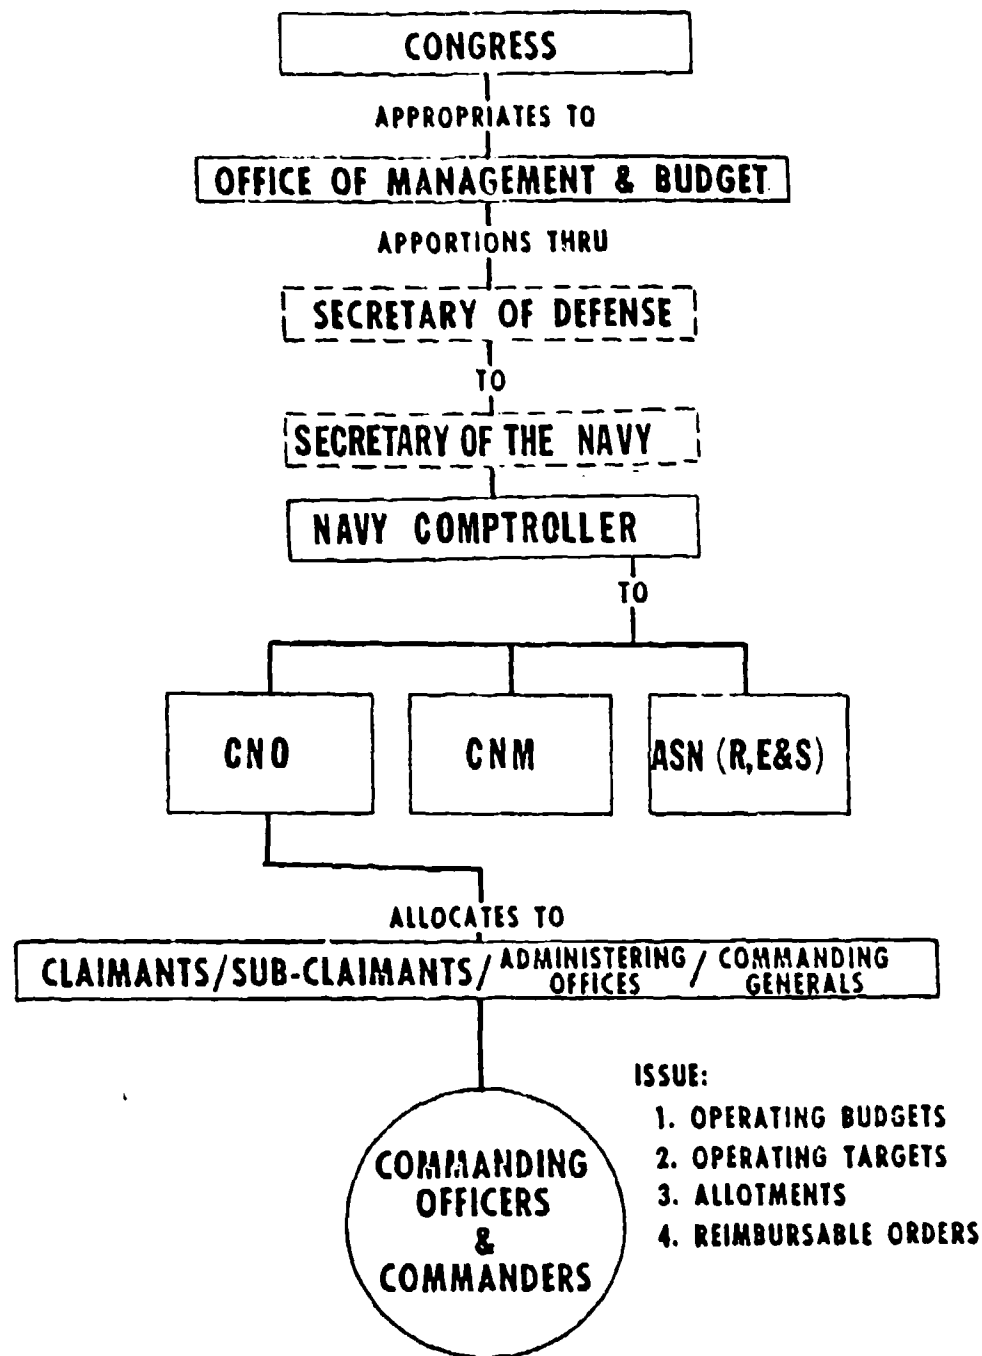 CONGRESS
APPROPRIATES TO
OFFICE OF MANAGEMENT & BUDGET
APPORTIONS THRU
SECRETARY OF DEFENSE
TO
SECRETARY OF THE NAVY
NAVY COMPTROLLER
TO
CNO
CNM
ASN (R,E&S)
ALLOCATES TO
CLAIMANTS/SUB-CLAIMANTS/ADMINISTERING OFFICES / COMMANDING GENERALS
ISSUE:
1. OPERATING BUDGETS
2. OPERATING TARGETS
3. ALLOTMENTS
4. REIMBURSABLE ORDERS
COMMANDING
OFFICERS
&
COMMANDERS